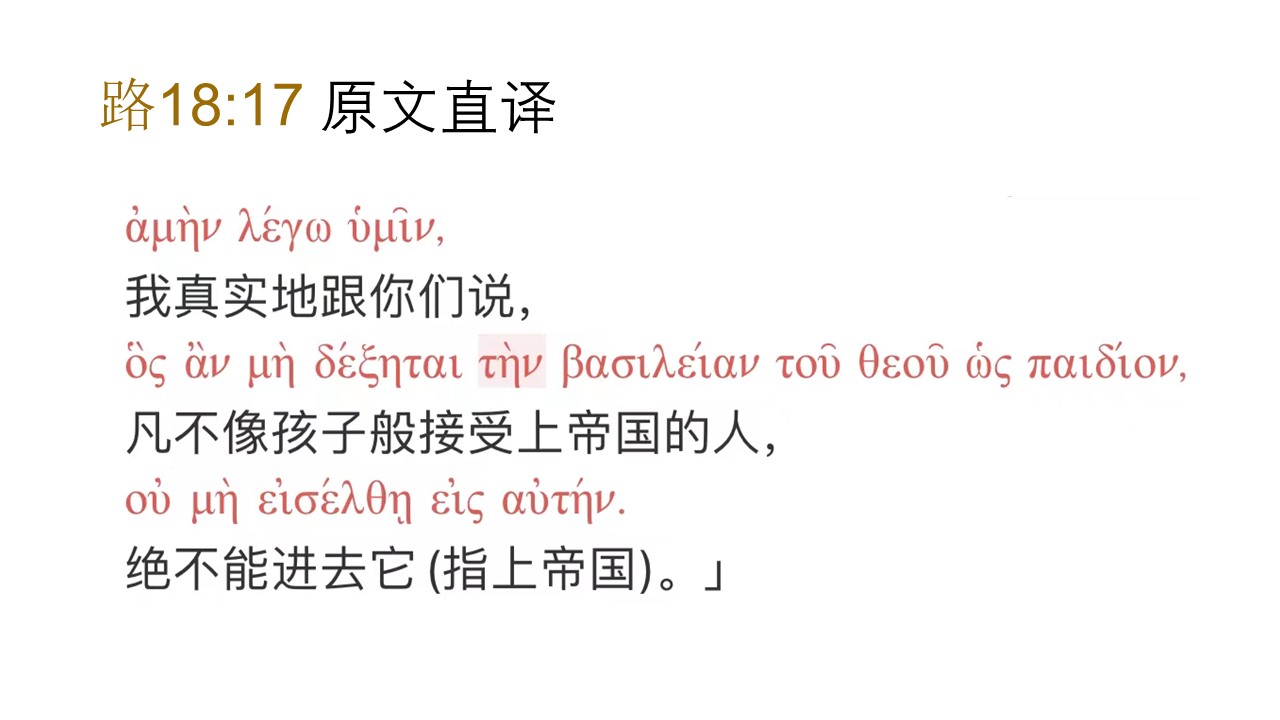 路18:17 原文直译
ἀμὴν λέγω ὑμῖν,
我真实地跟你们说，
ὃς ἂν μὴ δέξηται τὴν βασιλείαν τοῦ θεοῦ ὡς παιδίον,
凡不像孩子般接受上帝国的人，
οὐ μὴ εἰσέλθῃ εἰς αὐτήν.
绝不能进去它 (指上帝国)。」